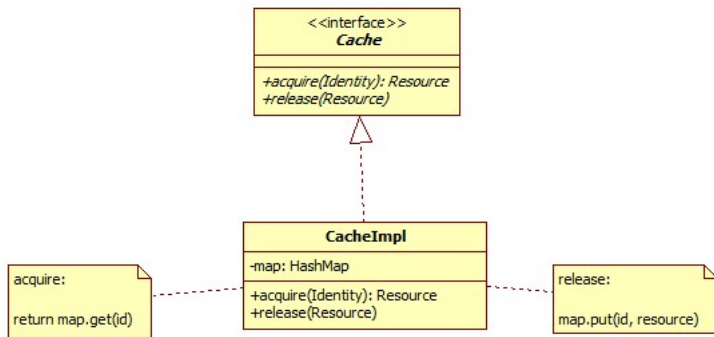 <<interface>>
Cache
+acquire(Identity): Resource
+release(Resource)
CacheImpl
-map: HashMap
+acquire(Identity): Resource
+release(Resource)
acquire:
return map.get(id)
release:
map.put(id, resource)